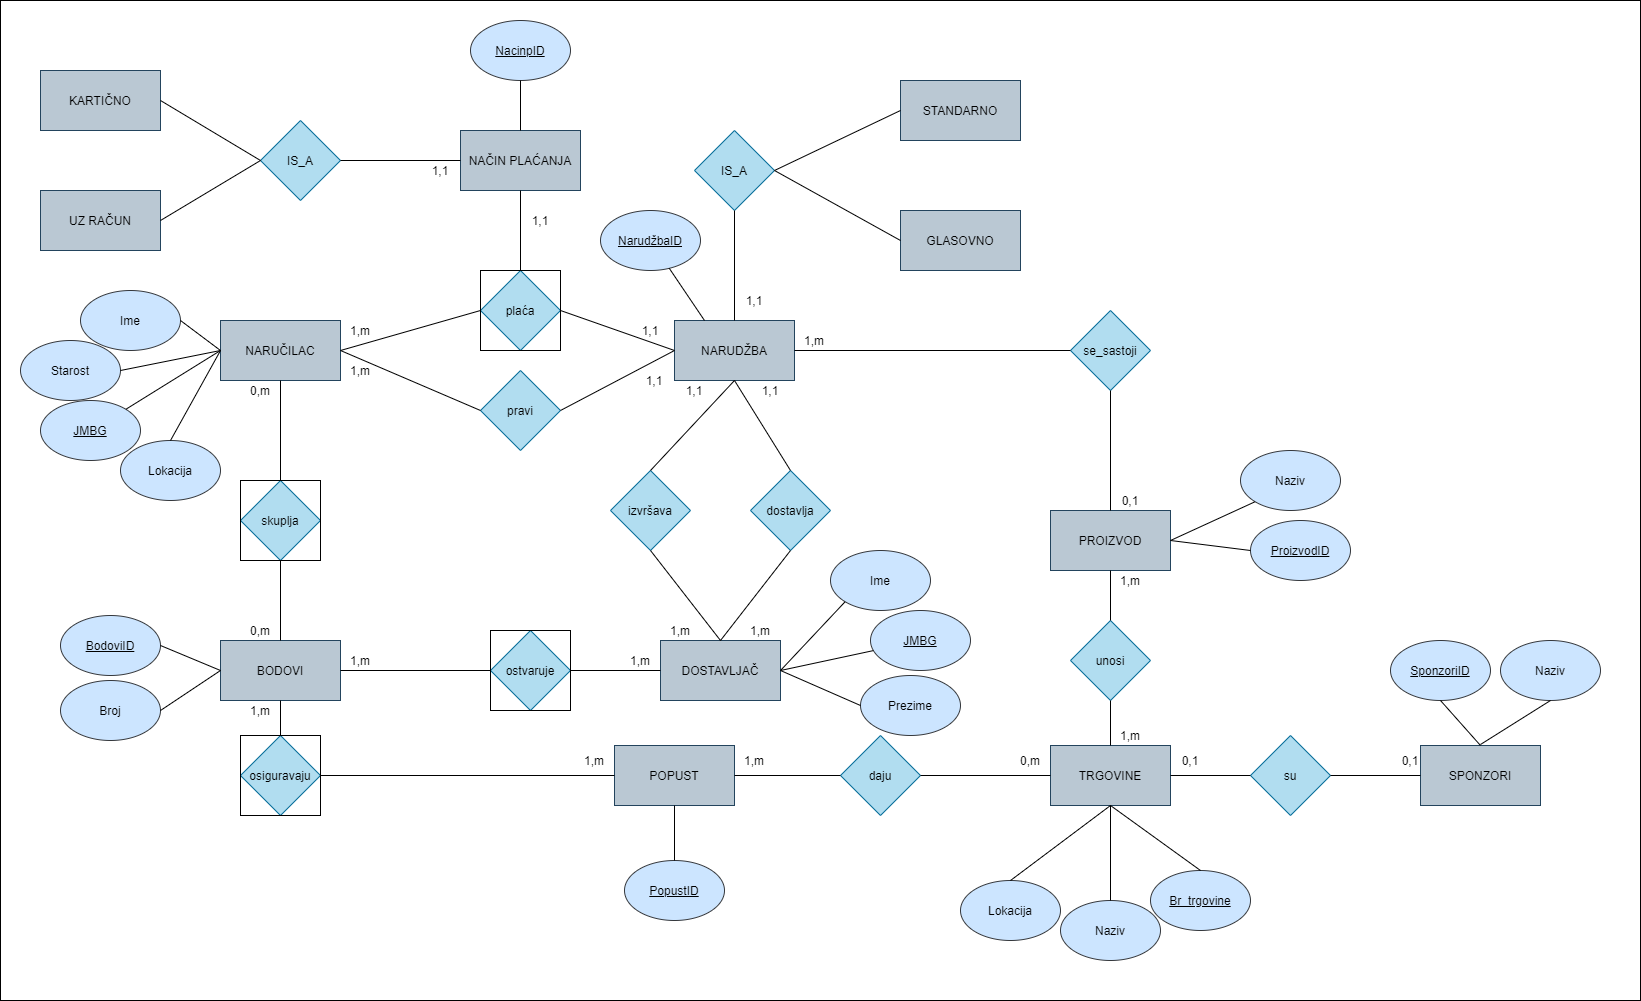 NacinpID
KARTIČNO
STANDARNO
IS_A
NAČIN PLAĆANJA
IS_A
1,1
UZ RAČUN
1,1
NarudžbaID
GLASOVNO
1,1
Ime
plaća
1,m
1,1
NARUČILAC
NARUDŽBA
1,m
se_sastoji
Starost
1,m
1,1
0,m
1,1
1,1
pravi
JMBG
Lokacija
Naziv
0,1
skuplja
izvršava
dostavlja
PROIZVOD
ProizvodID
Ime
1,m
0,m
1,m
1,m
BodoviID
JMBG
1,m
ostvaruje
1,m
unosi
BODOVI
DOSTAVLJAČ
SponzoriID
Naziv
Broj
1,m
Prezime
1,m
1,m
1,m
0,m
0,1
0,1
osiguravaju
POPUST
daju
TRGOVINE
su
SPONZORI
PopustID
Lokacija
Naziv
Br_trgovine